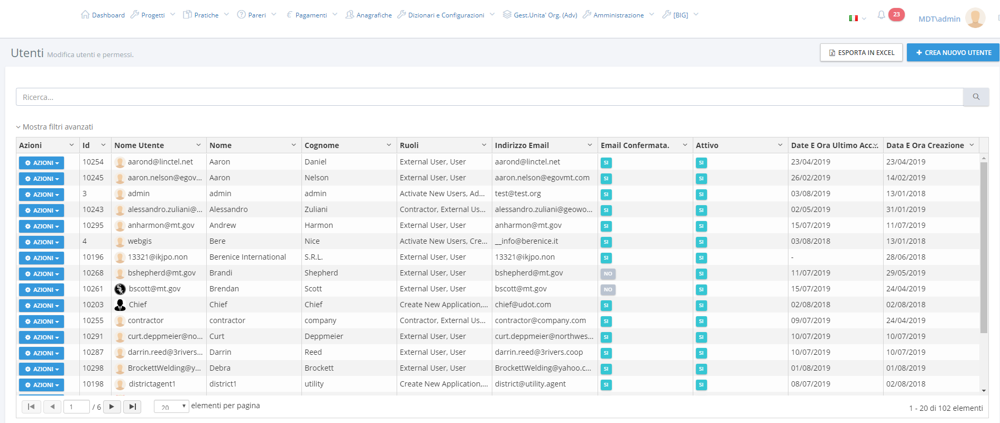 Dashboard Progetti Pratiche Pareri € Pagamenti Anagrafiche Dizionari e Configurazioni Gest.Unita' Org. (Adv) Amministrazione [BIG] 23 MDT\admin
Utenti Modifica utenti e permessi. ESPORTA IN EXCEL + CREA NUOVO UTENTE
Ricerca...
Mostra filtri avanzati
Azioni Id Nome Utente Nome Cognome Ruoli Indirizzo Email Email Confermata. Attivo Date E Ora Ultimo Acc... Data E Ora Creazione
AZIONI 10254 aarond@linctel.net Aaron Daniel External User, User aarond@linctel.net SI SI 23/04/2019 23/04/2019
AZIONI 10245 aaron.nelson@egov... Aaron Nelson External User, User aaron.nelson@egovmt.com SI SI 26/02/2019 14/02/2019
AZIONI 3 admin admin admin Activate New Users, Ad... test@test.org SI SI 03/08/2019 13/01/2018
AZIONI 10243 alessandro.zuliani@... Alessandro Zuliani Contractor, External Us... alessandro.zuliani@geowo... SI SI 02/05/2019 31/01/2019
AZIONI 10295 anharmon@mt.gov Andrew Harmon External User, User anharmon@mt.gov SI SI 15/07/2019 11/07/2019
AZIONI 4 webgis Bere Nice Activate New Users, Cre... __info@berenice.it SI SI 03/08/2018 13/01/2018
AZIONI 10196 13321@ikjpo.non Berenice International S.R.L. External User, User 13321@ikjpo.non SI SI - 28/06/2018
AZIONI 10268 bshepherd@mt.gov Brandi Shepherd External User, User bshepherd@mt.gov NO SI 11/07/2019 29/05/2019
AZIONI 10261 bscott@mt.gov Brendan Scott External User, User bscott@mt.gov NO SI 15/07/2019 24/04/2019
AZIONI 10203 Chief Chief Chief Create New Application,... chief@udot.com SI SI 02/08/2018 02/08/2018
AZIONI 10255 contractor contractor company Contractor, External Us... contractor@company.com SI SI 09/07/2019 24/04/2019
AZIONI 10291 curt.deppmeier@no... Curt Deppmeier External User, User curt.deppmeier@northwes... SI SI 10/07/2019 10/07/2019
AZIONI 10287 darrin.reed@3rivers... Darrin Reed External User, User darrin.reed@3rivers.coop SI SI 10/07/2019 10/07/2019
AZIONI 10298 BrockettWelding@y... Debra Brockett External User, User BrockettWelding@yahoo.c... SI SI 01/08/2019 01/08/2019
AZIONI 10198 districtagent1 district1 utility Create New Application,... district@utility.agent SI SI 08/07/2019 02/08/2018
1 / 6 20 elementi per pagina 1 - 20 di 102 elementi